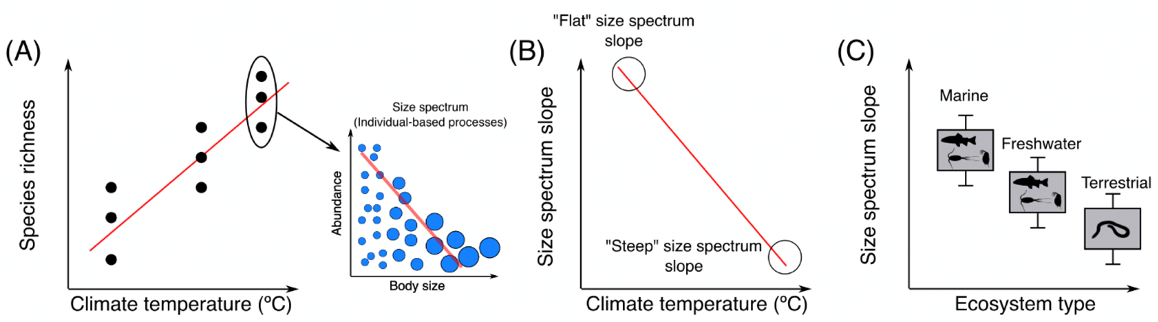 (A)
Species richness
Climate temperature (ºC)
Size spectrum
(Individual-based processes)
Abundance
Body size
(B)
"Flat" size spectrum
slope
Size spectrum slope
"Steep" size spectrum
slope
Climate temperature (ºC)
(C)
Size spectrum slope
Marine
Freshwater
Terrestrial
Ecosystem type